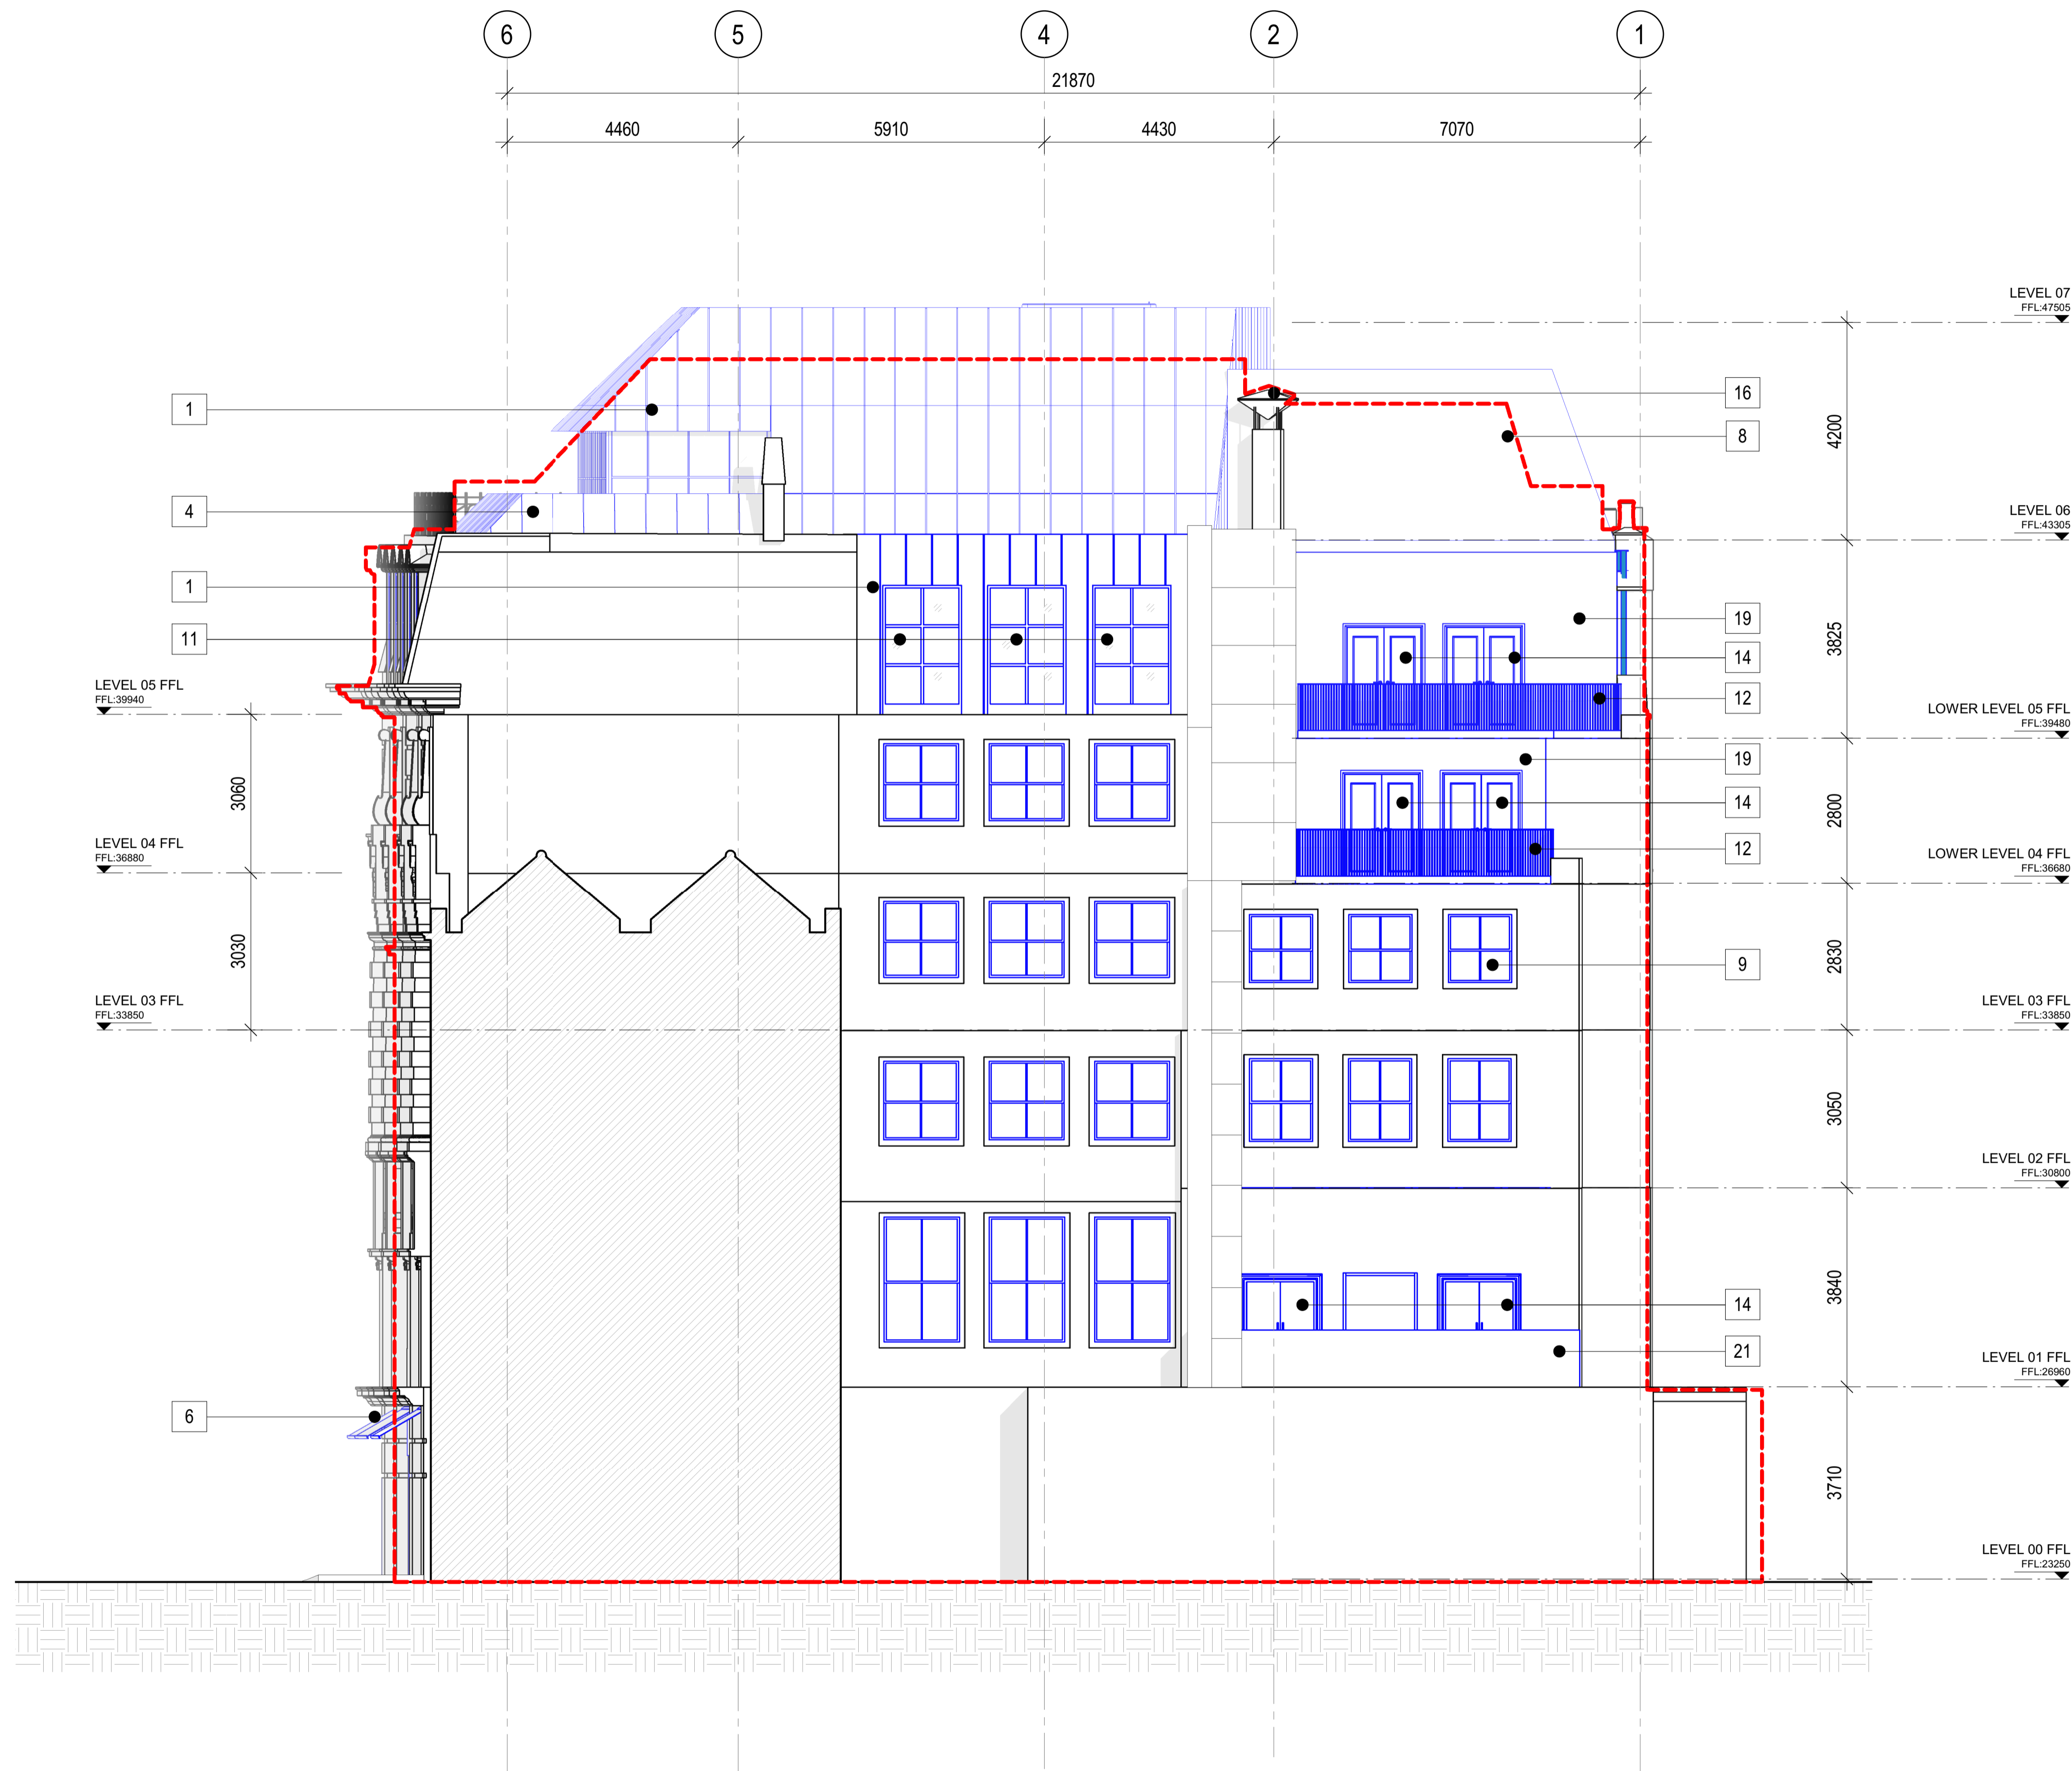 6 5 4 2 1
21870
4460 5910 4430 7070
LEVEL 07
FFL:47505
1
16
8
4200
4
LEVEL 06
FFL:43305
1
11
19
3825
14
LEVEL 05 FFL
FFL:39940
12
LOWER LEVEL 05 FFL
FFL:39480
19
3060
14
2800
LEVEL 04 FFL
FFL:36880
12
LOWER LEVEL 04 FFL
FFL:36680
3030
9
2830
LEVEL 03 FFL
FFL:33850
LEVEL 03 FFL
FFL:33850
3050
LEVEL 02 FFL
FFL:30800
14
3840
21
LEVEL 01 FFL
FFL:26960
6
3710
LEVEL 00 FFL
FFL:23250